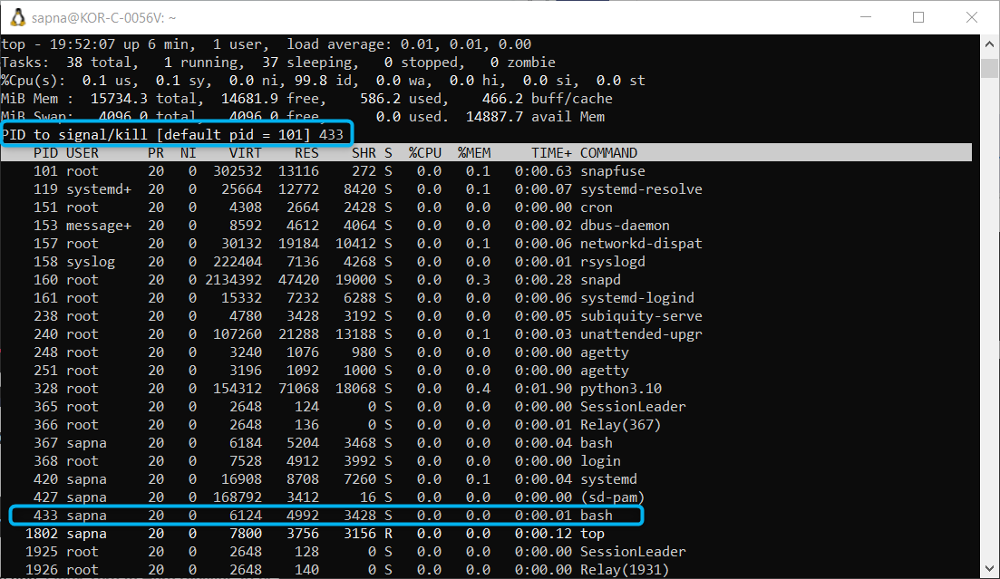 sapna@KOR-C-0056V: ~
top - 19:52:07 up 6 min,  1 user,  load average: 0.01, 0.01, 0.00
Tasks:  38 total,   1 running,  37 sleeping,   0 stopped,   0 zombie
%Cpu(s):  0.1 us,  0.1 sy,  0.0 ni, 99.8 id,  0.0 wa,  0.0 hi,  0.0 si,  0.0 st
MiB Mem :  15734.3 total,  14681.9 free,    586.2 used,    466.2 buff/cache
MiB Swap:   4096.0 total,   4096.0 free,      0.0 used.  14887.7 avail Mem
PID to signal/kill [default pid = 101] 433
    PID USER      PR  NI    VIRT    RES    SHR S  %CPU  %MEM     TIME+ COMMAND
    101 root      20   0  302532  13116    272 S   0.0   0.1   0:00.63 snapfuse
    119 systemd+  20   0   25664  12772   8420 S   0.0   0.1   0:00.07 systemd-resolve
    151 root      20   0    4308   2664   2428 S   0.0   0.0   0:00.00 cron
    153 message+  20   0    8592   4612   4064 S   0.0   0.0   0:00.02 dbus-daemon
    157 root      20   0   30132  19184  10412 S   0.0   0.1   0:00.06 networkd-dispat
    158 syslog    20   0  222404   7136   4268 S   0.0   0.0   0:00.01 rsyslogd
    160 root      20   0 2134392  47420  19000 S   0.0   0.3   0:00.28 snapd
    161 root      20   0   15332   7232   6288 S   0.0   0.0   0:00.06 systemd-logind
    238 root      20   0    4780   3428   3192 S   0.0   0.0   0:00.05 subiquity-serve
    240 root      20   0  107260  21288  13188 S   0.0   0.1   0:00.03 unattended-upgr
    248 root      20   0    3240   1076    980 S   0.0   0.0   0:00.00 agetty
    251 root      20   0    3196   1092   1000 S   0.0   0.0   0:00.00 agetty
    328 root      20   0  154312  71068  18068 S   0.0   0.4   0:01.90 python3.10
    365 root      20   0    2648    124      0 S   0.0   0.0   0:00.00 SessionLeader
    366 root      20   0    2648    136      0 S   0.0   0.0   0:00.01 Relay(367)
    367 sapna     20   0    6184   5204   3468 S   0.0   0.0   0:00.04 bash
    368 root      20   0    7528   4912   3992 S   0.0   0.0   0:00.00 login
    420 sapna     20   0   16908   8708   7260 S   0.0   0.1   0:00.04 systemd
    427 sapna     20   0  168792   3412     16 S   0.0   0.0   0:00.00 (sd-pam)
    433 sapna     20   0    6124   4992   3428 S   0.0   0.0   0:00.01 bash
   1802 sapna     20   0    7800   3756   3156 R   0.0   0.0   0:00.12 top
   1925 root      20   0    2648    128      0 S   0.0   0.0   0:00.00 SessionLeader
   1926 root      20   0    2648    140      0 S   0.0   0.0   0:00.00 Relay(1931)